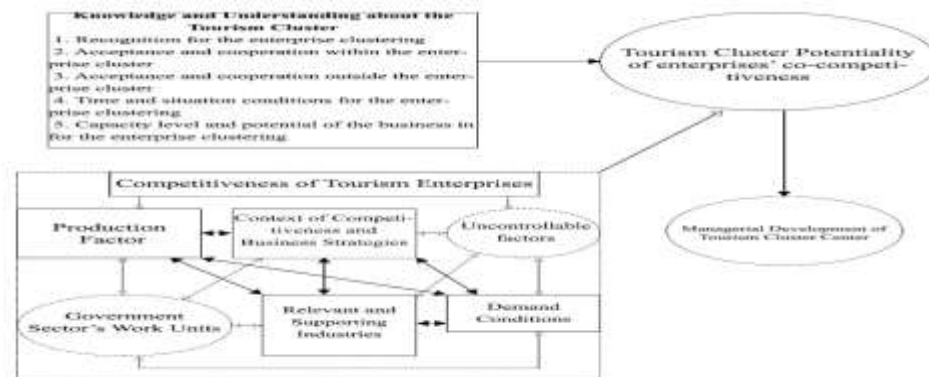 Knowledge and Understanding about the
Tourism Cluster
1. Recognition for the enterprise clustering
2. Acceptance and cooperation within the enter-
prise cluster
3. Acceptance and cooperation outside the enter-
prise cluster
4. Time and situation conditions for the enter-
prise clustering
5. Capacity level and potential of the business in
for the enterprise clustering
Tourism Cluster Potentiality
of enterprises' co-competi-
tiveness
Competitiveness of Tourism Enterprises
Production
Factor
Context of Competi-
tiveness and
Business Strategies
Uncontrollable
factors
Managerial Development of
Tourism Cluster Center
Government
Sector's Work Units
Relevant and
Supporting
Industries
Demand
Conditions